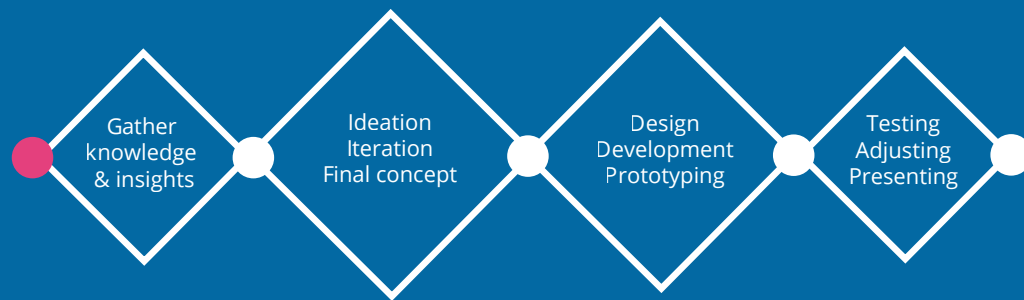 Gather
knowledge
& insights
Ideation
Iteration
Final concept
Design
Development
Prototyping
Testing
Adjusting
Presenting